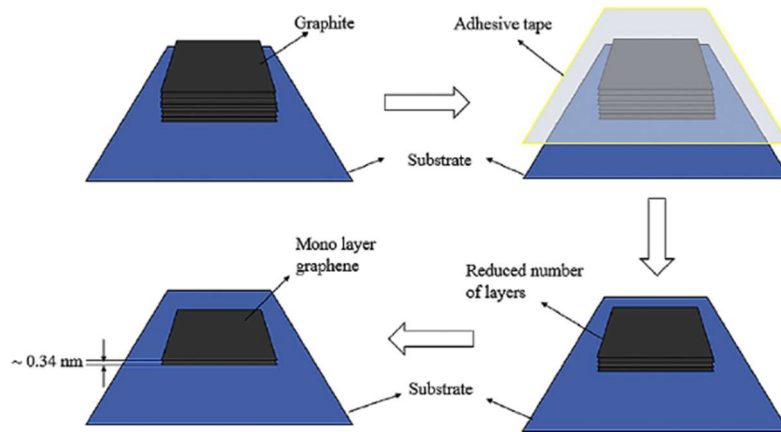 Graphite
Adhesive tape
Substrate
Mono layer
graphene
Reduced number
of layers
~ 0.34 nm
Substrate